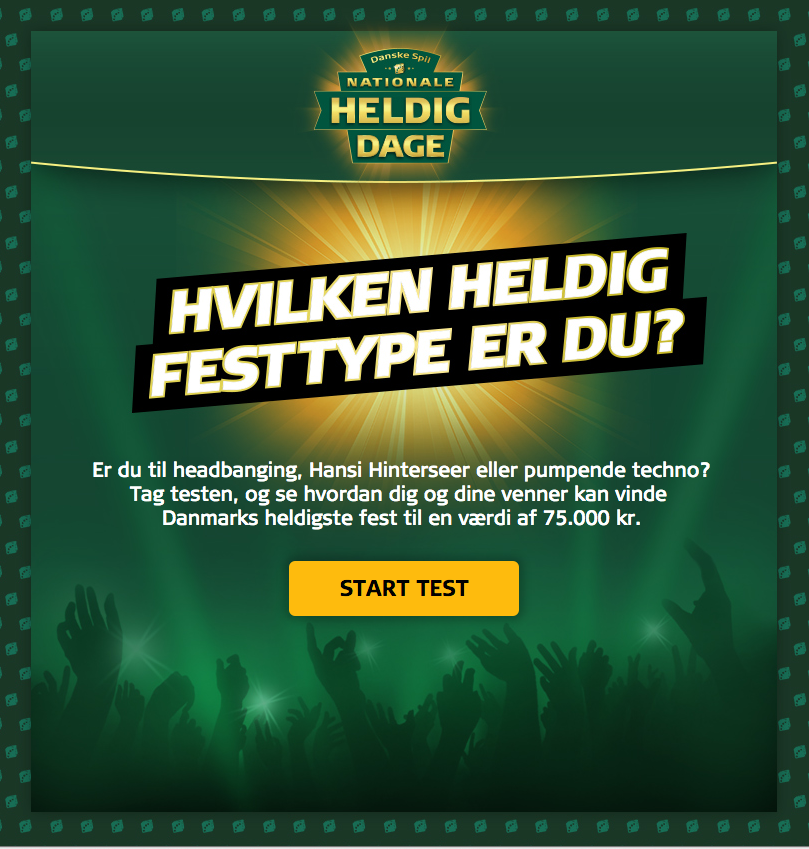 Danske Spil
NATIONALE
HELDIG
DAGE
HVILKEN HELDIG
FESTTYPE ER DU?
Er du til headbanging, Hansi Hinterseer eller pumpende techno?
Tag testen, og se hvordan dig og dine venner kan vinde
Danmarks heldigste fest til en værdi af 75.000 kr.
START TEST